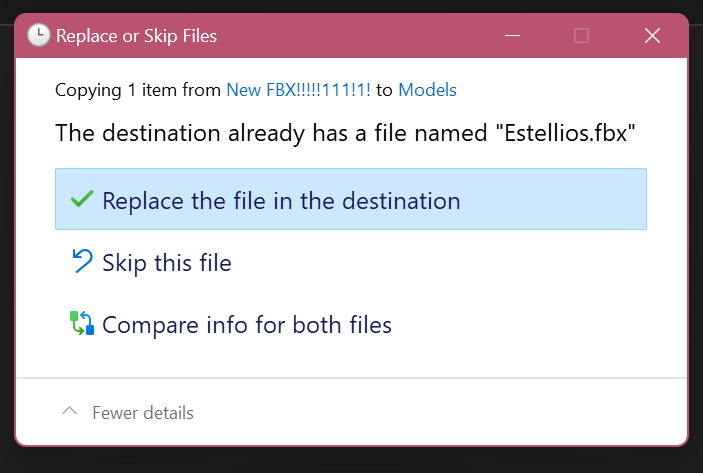 Replace or Skip Files
Copying 1 item from New FBX!!!!!111!1! to Models
The destination already has a file named "Estellios.fbx"
Replace the file in the destination
Skip this file
Compare info for both files
Fewer details